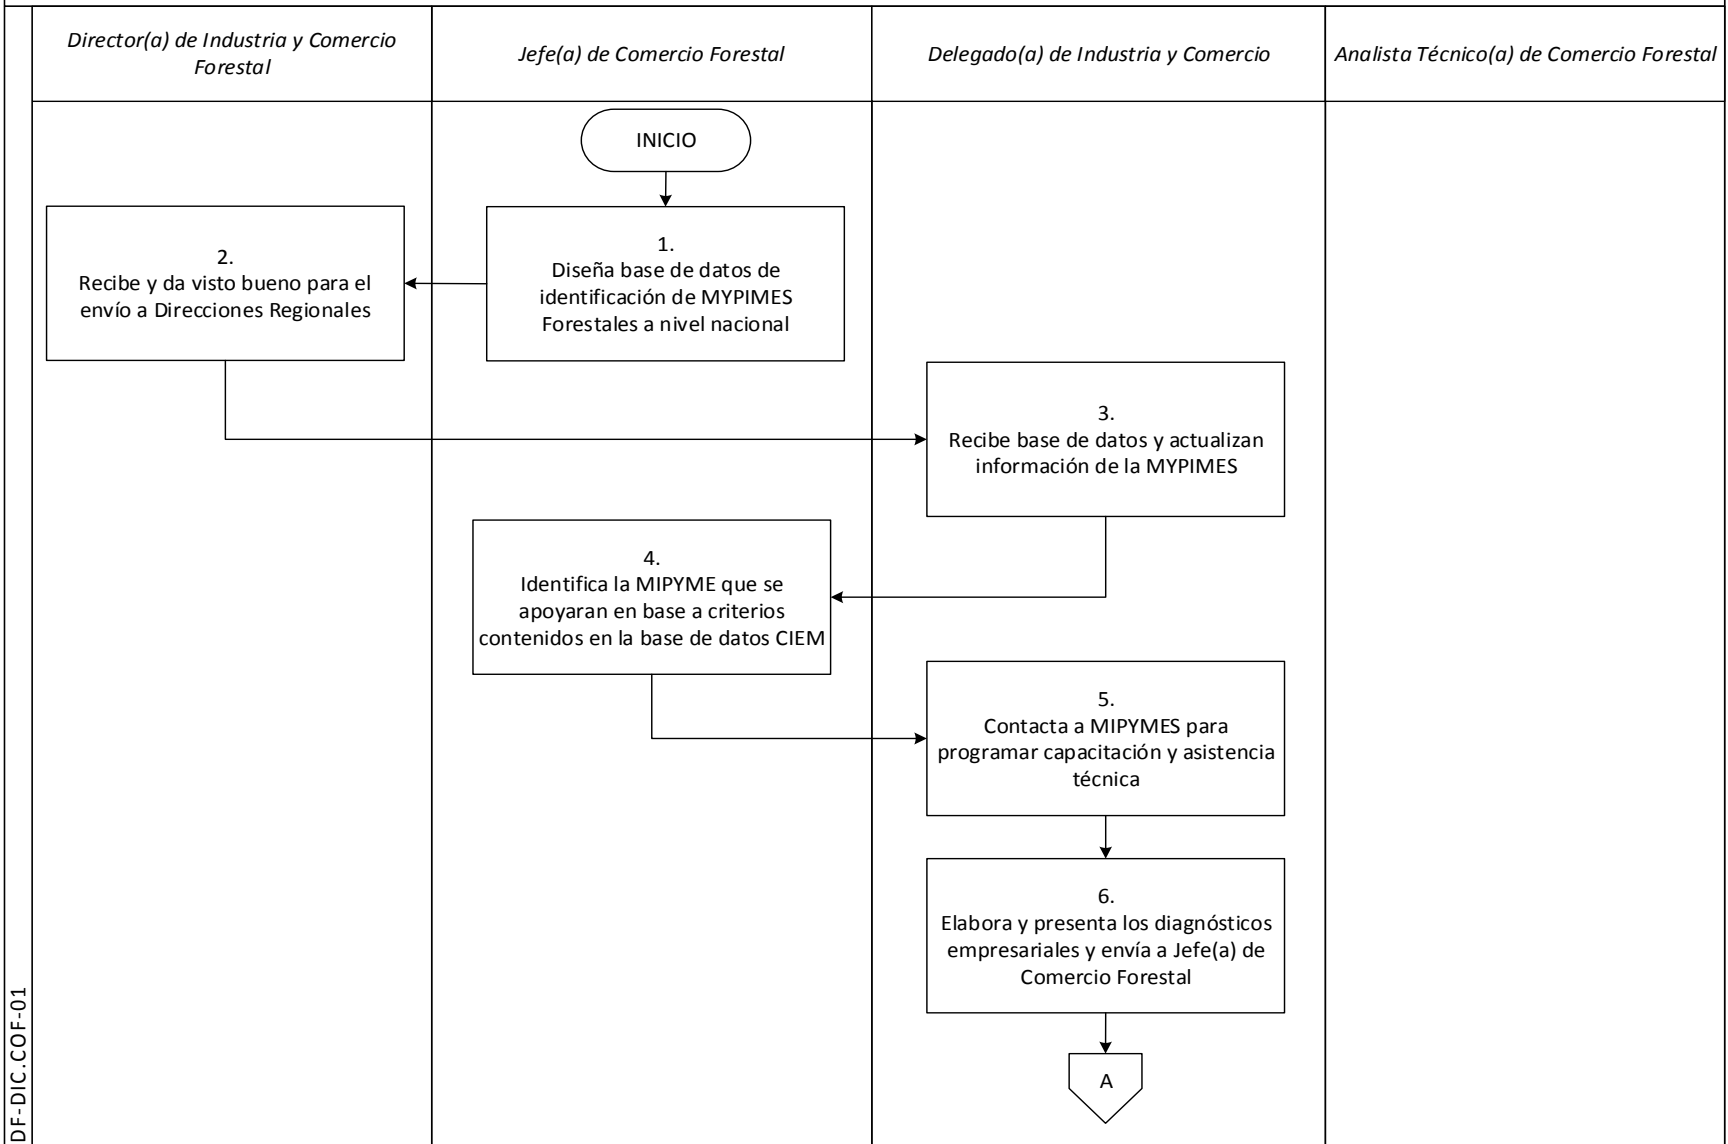 Director(a) de Industria y Comercio
Forestal
Jefe(a) de Comercio Forestal
Delegado(a) de Industria y Comercio
Analista Técnico(a) de Comercio Forestal
INICIO
1.
Diseña base de datos de
identificación de MYPIMES
Forestales a nivel nacional
2.
Recibe y da visto bueno para el
envío a Direcciones Regionales
3.
Recibe base de datos y actualizan
información de la MYPIMES
4.
Identifica la MIPYME que se
apoyaran en base a criterios
contenidos en la base de datos CIEM
5.
Contacta a MIPYMES para
programar capacitación y asistencia
técnica
6.
Elabora y presenta los diagnósticos
empresariales y envía a Jefe(a) de
Comercio Forestal
A
DF-DIC.COF-01